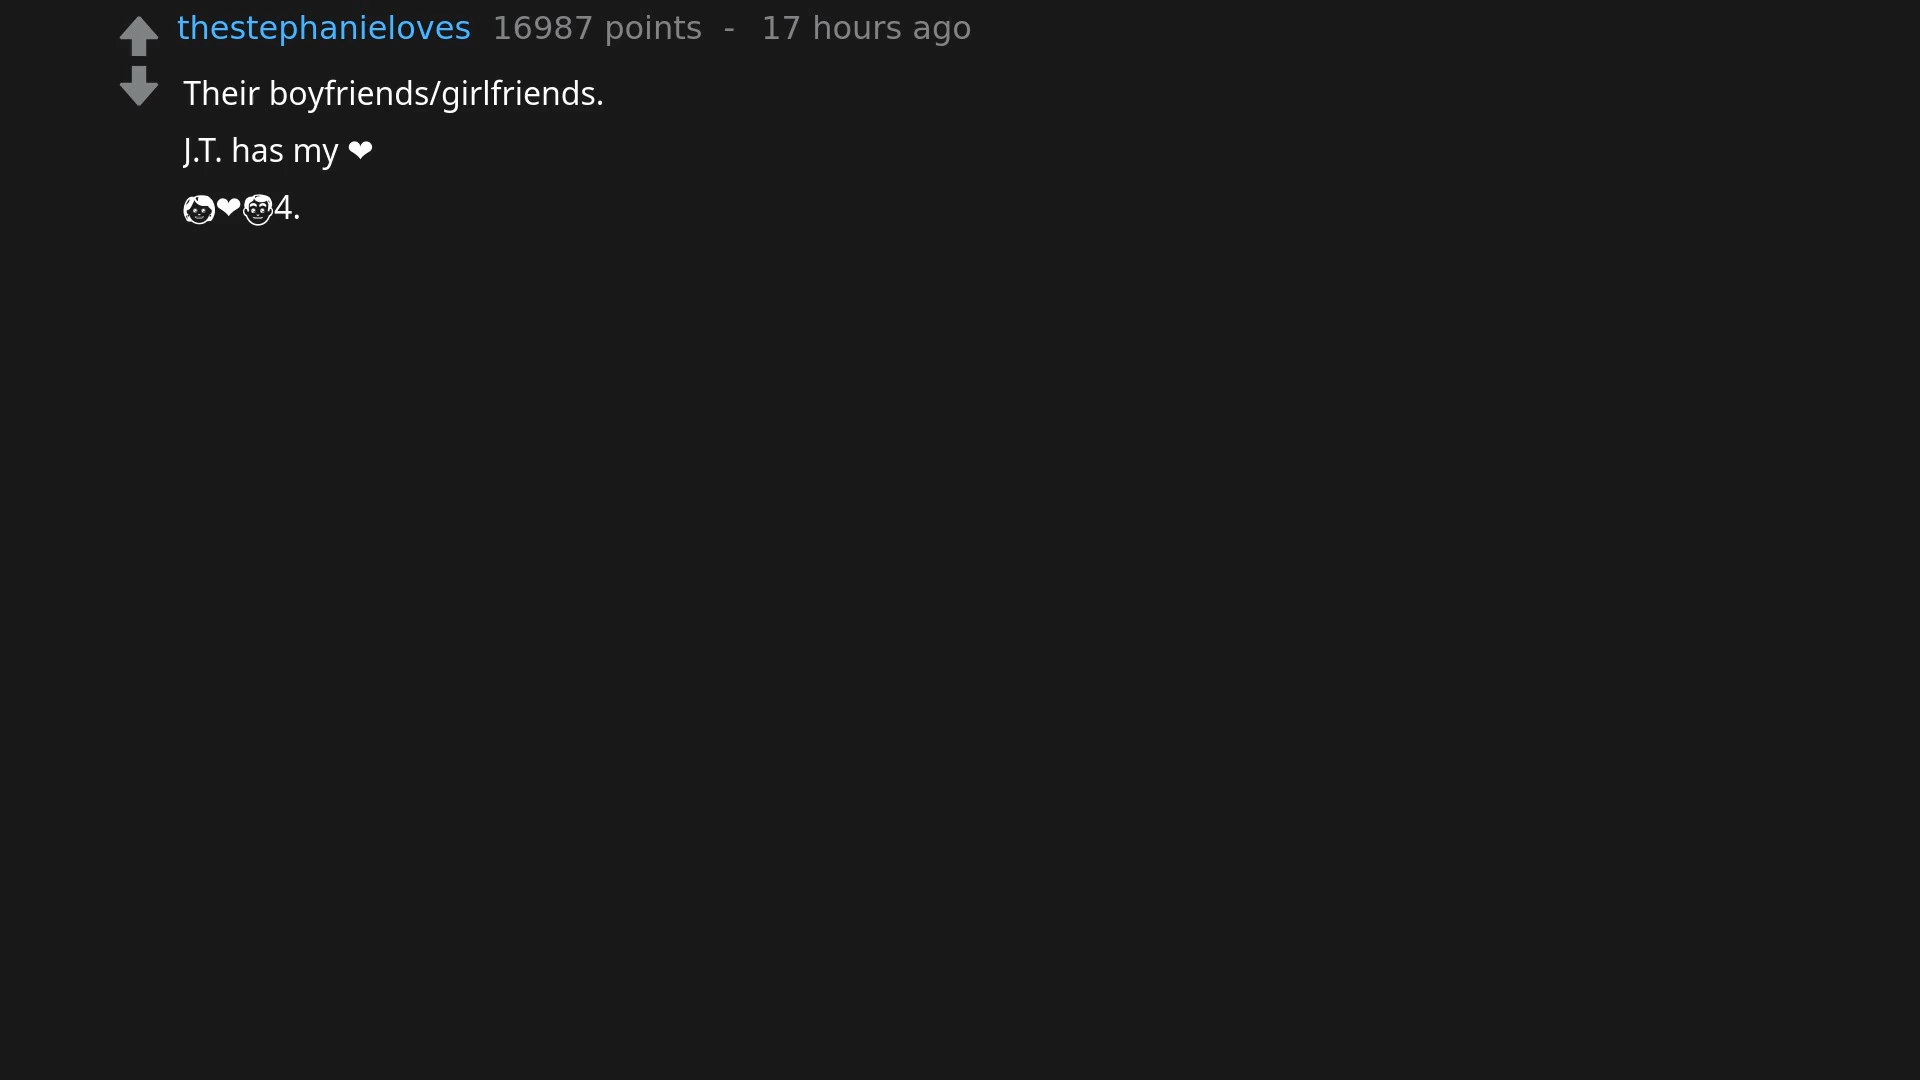 thestephanieloves 16987 points - 17 hours ago
Their boyfriends/girlfriends.
J.T. has my ❤
👩❤👨4.